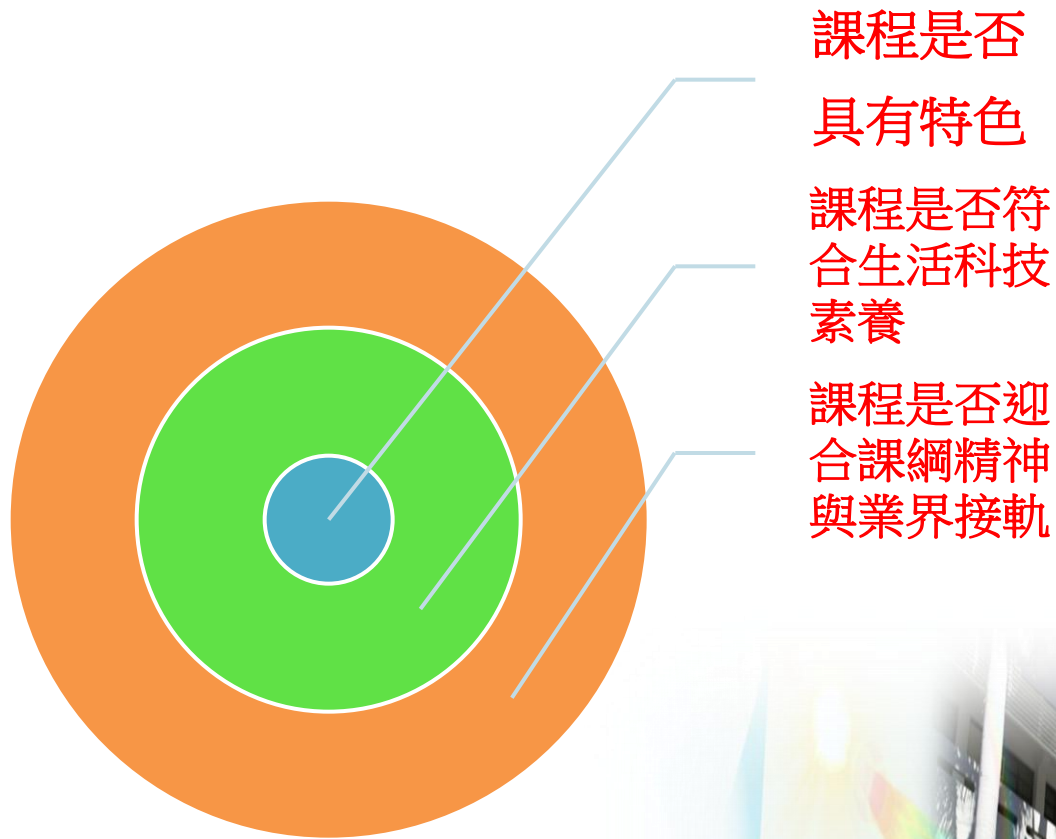 課程是否
具有特色
課程是否符
合生活科技
素養
課程是否迎
合課綱精神
與業界接軌